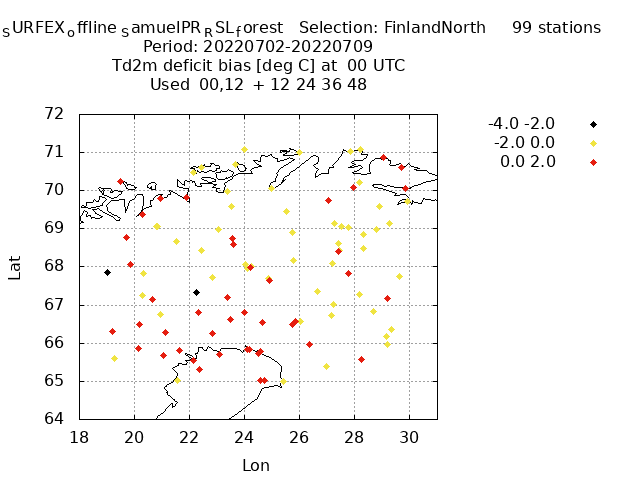 SURFEXoffline SamuelPRRSLforest Selection: FinlandNorth 99 stations
Period: 20220702-20220709
Td2m deficit bias [deg C] at 00 UTC
Used 00,12 + 12 24 36 48
-4.0 -2.0
-2.0 0.0
0.0 2.0
72
71
70
69
68
67
66
65
64
Lat
18 20 22 24 26 28 30
Lon